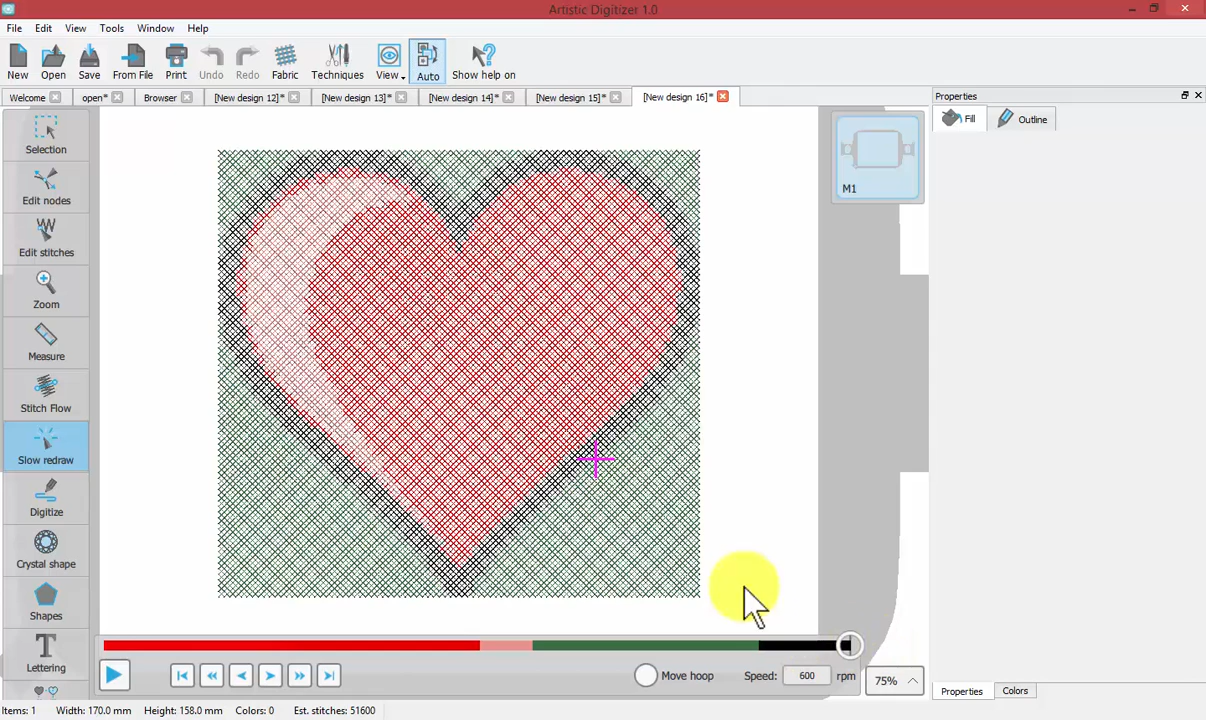 Artistic Digitizer 1.0
File Edit View Tools Window Help
New Open Save From File Print Undo Redo Fabric Techniques View Auto Show help on
Welcome open* Browser [New design 12]* [New design 13]* [New design 14]* [New design 15]* [New design 16]*
Properties
Fill Outline
Selection
M1
Edit nodes
Edit stitches
Zoom
Measure
Stitch Flow
Slow redraw
Digitize
Crystal shape
Shapes
Lettering
Move hoop Speed: 600 rpm 75%
Properties Colors
Items: 1 Width: 170.0 mm Height: 158.0 mm Colors: 0 Est. stitches: 51600